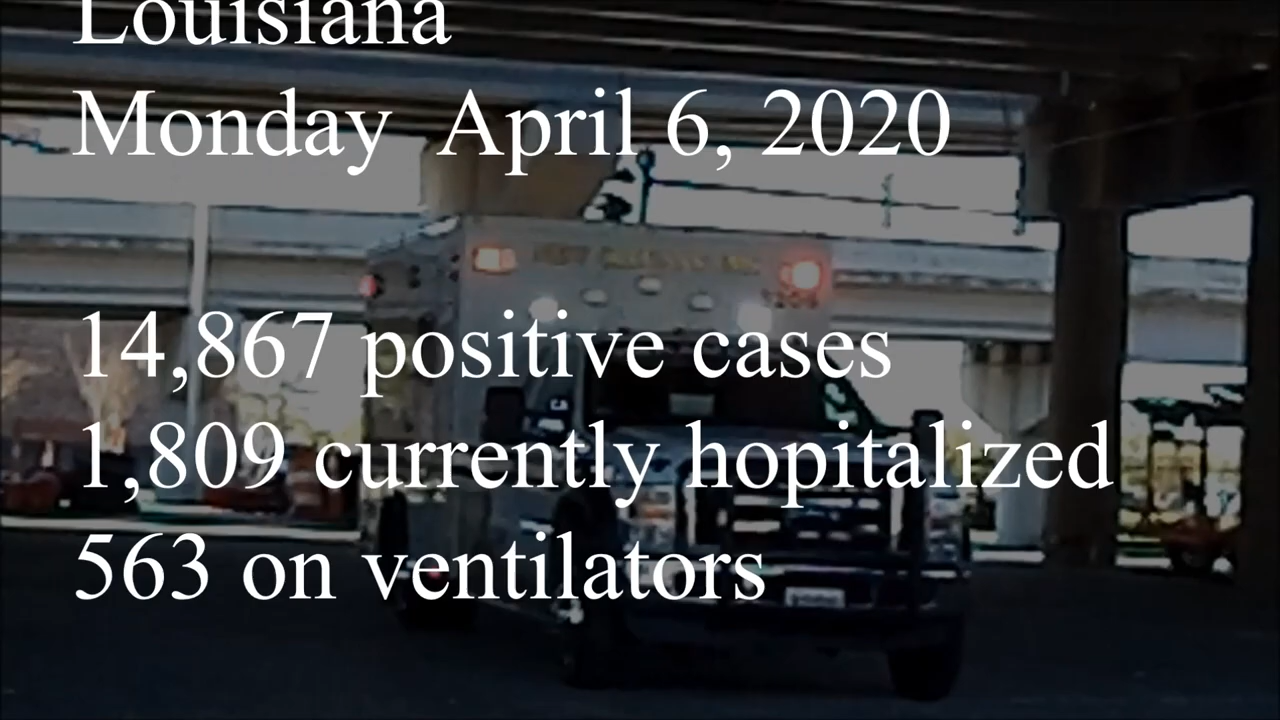 Louisiana
Monday April 6, 2020
14,867 positive cases
1,809 currently hopitalized
563 on ventilators